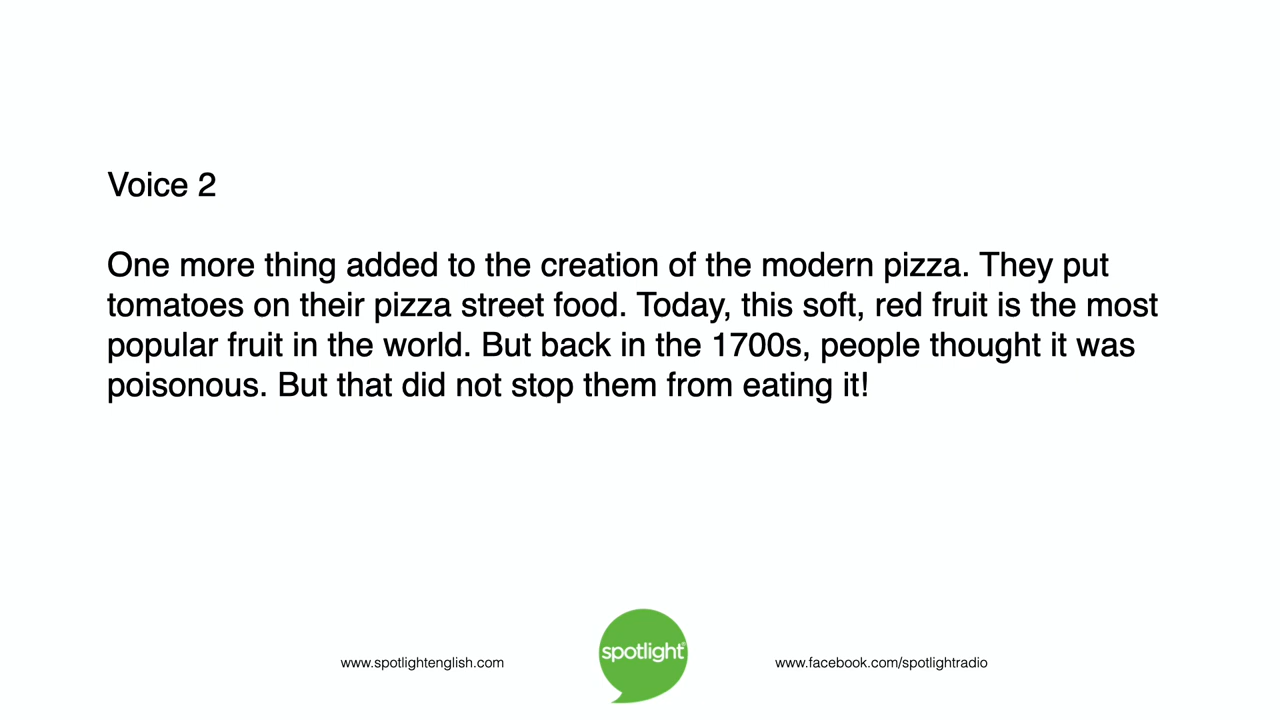 Voice 2
One more thing added to the creation of the modern pizza. They put
tomatoes on their pizza street food. Today, this soft, red fruit is the most
popular fruit in the world. But back in the 1700s, people thought it was
poisonous. But that did not stop them from eating it!
www.spotlightenglish.com
spotlight®
www.facebook.com/spotlightradio